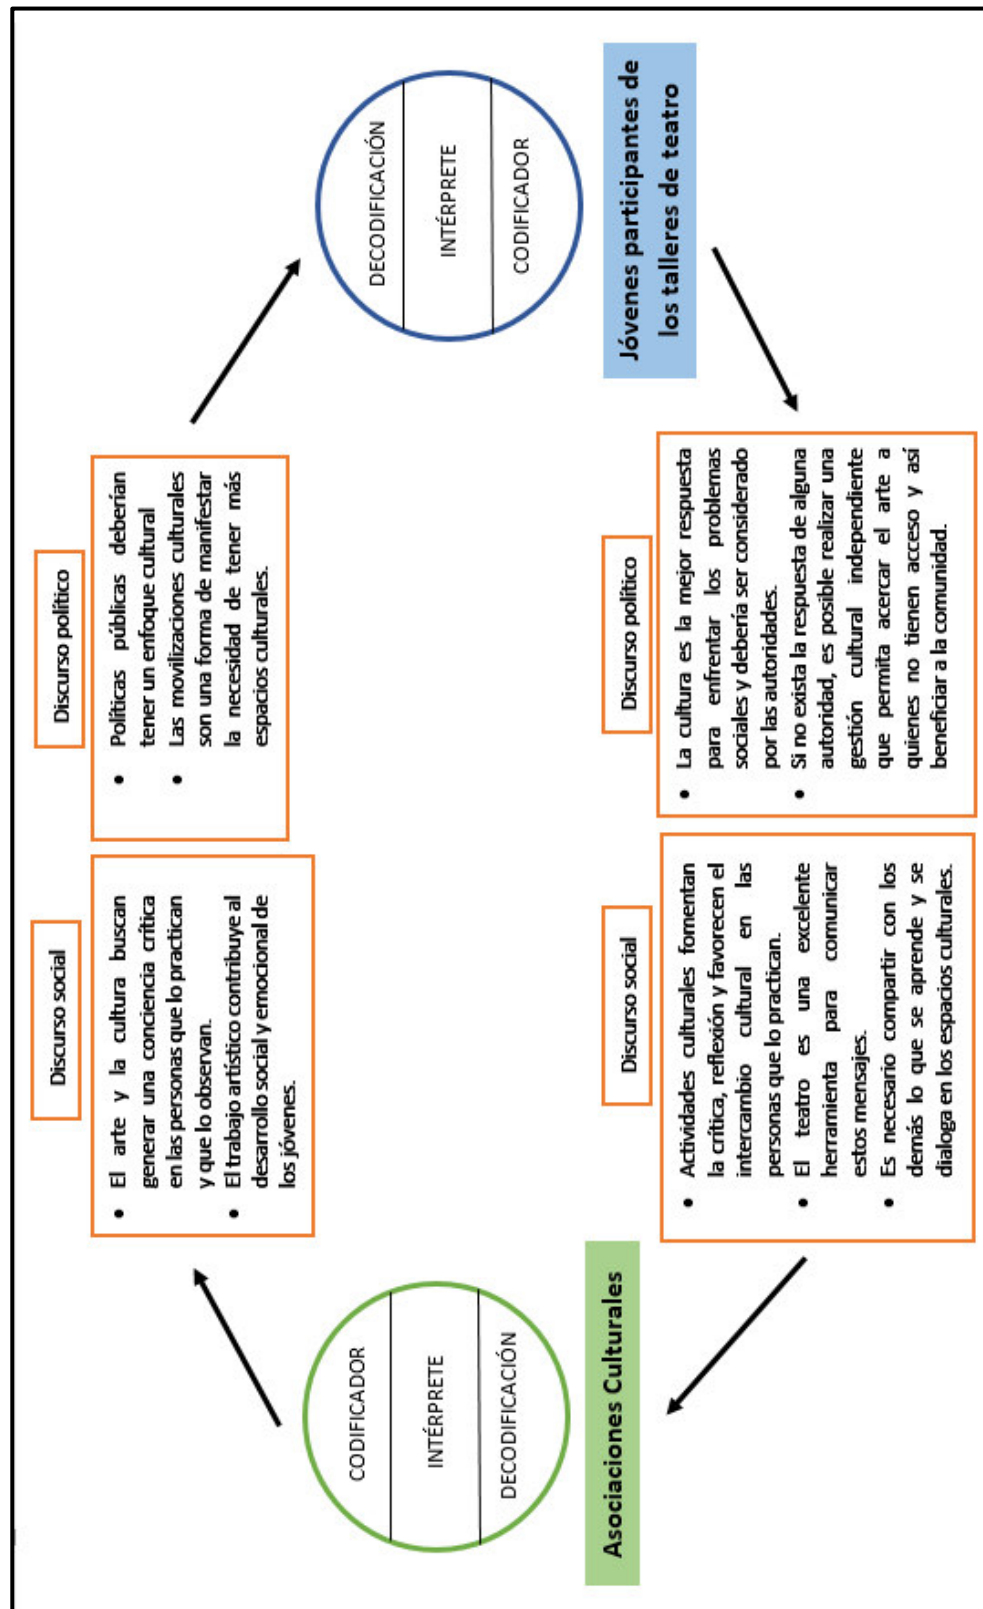 Discurso social
• El arte y la cultura buscan
generar una conciencia crítica
en las personas que lo practican
y que lo observan.
• El trabajo artístico contribuye al
desarrollo social y emocional de
los jóvenes.
Discurso político
• Políticas públicas deberían
tener un enfoque cultural
• Las movilizaciones culturales
son una forma de manifestar
la necesidad de tener más
espacios culturales.
CODIFICADOR
INTÉRPRETE
DECODIFICACIÓN
Asociaciones Culturales
DECODIFICACIÓN
INTÉRPRETE
CODIFICADOR
Jóvenes participantes de
los talleres de teatro
Discurso social
• Actividades culturales fomentan
la crítica, reflexión y favorecen el
intercambio cultural en las
personas que lo practican.
• El teatro es una excelente
herramienta para comunicar
estos mensajes.
• Es necesario compartir con los
demás lo que se aprende y se
dialoga en los espacios culturales.
Discurso político
• La cultura es la mejor respuesta
para enfrentar los problemas
sociales y debería ser considerado
por las autoridades.
• Si no exista la respuesta de alguna
autoridad, es posible realizar una
gestión cultural independiente
que permita acercar el arte a
quienes no tienen acceso y así
beneficiar a la comunidad.